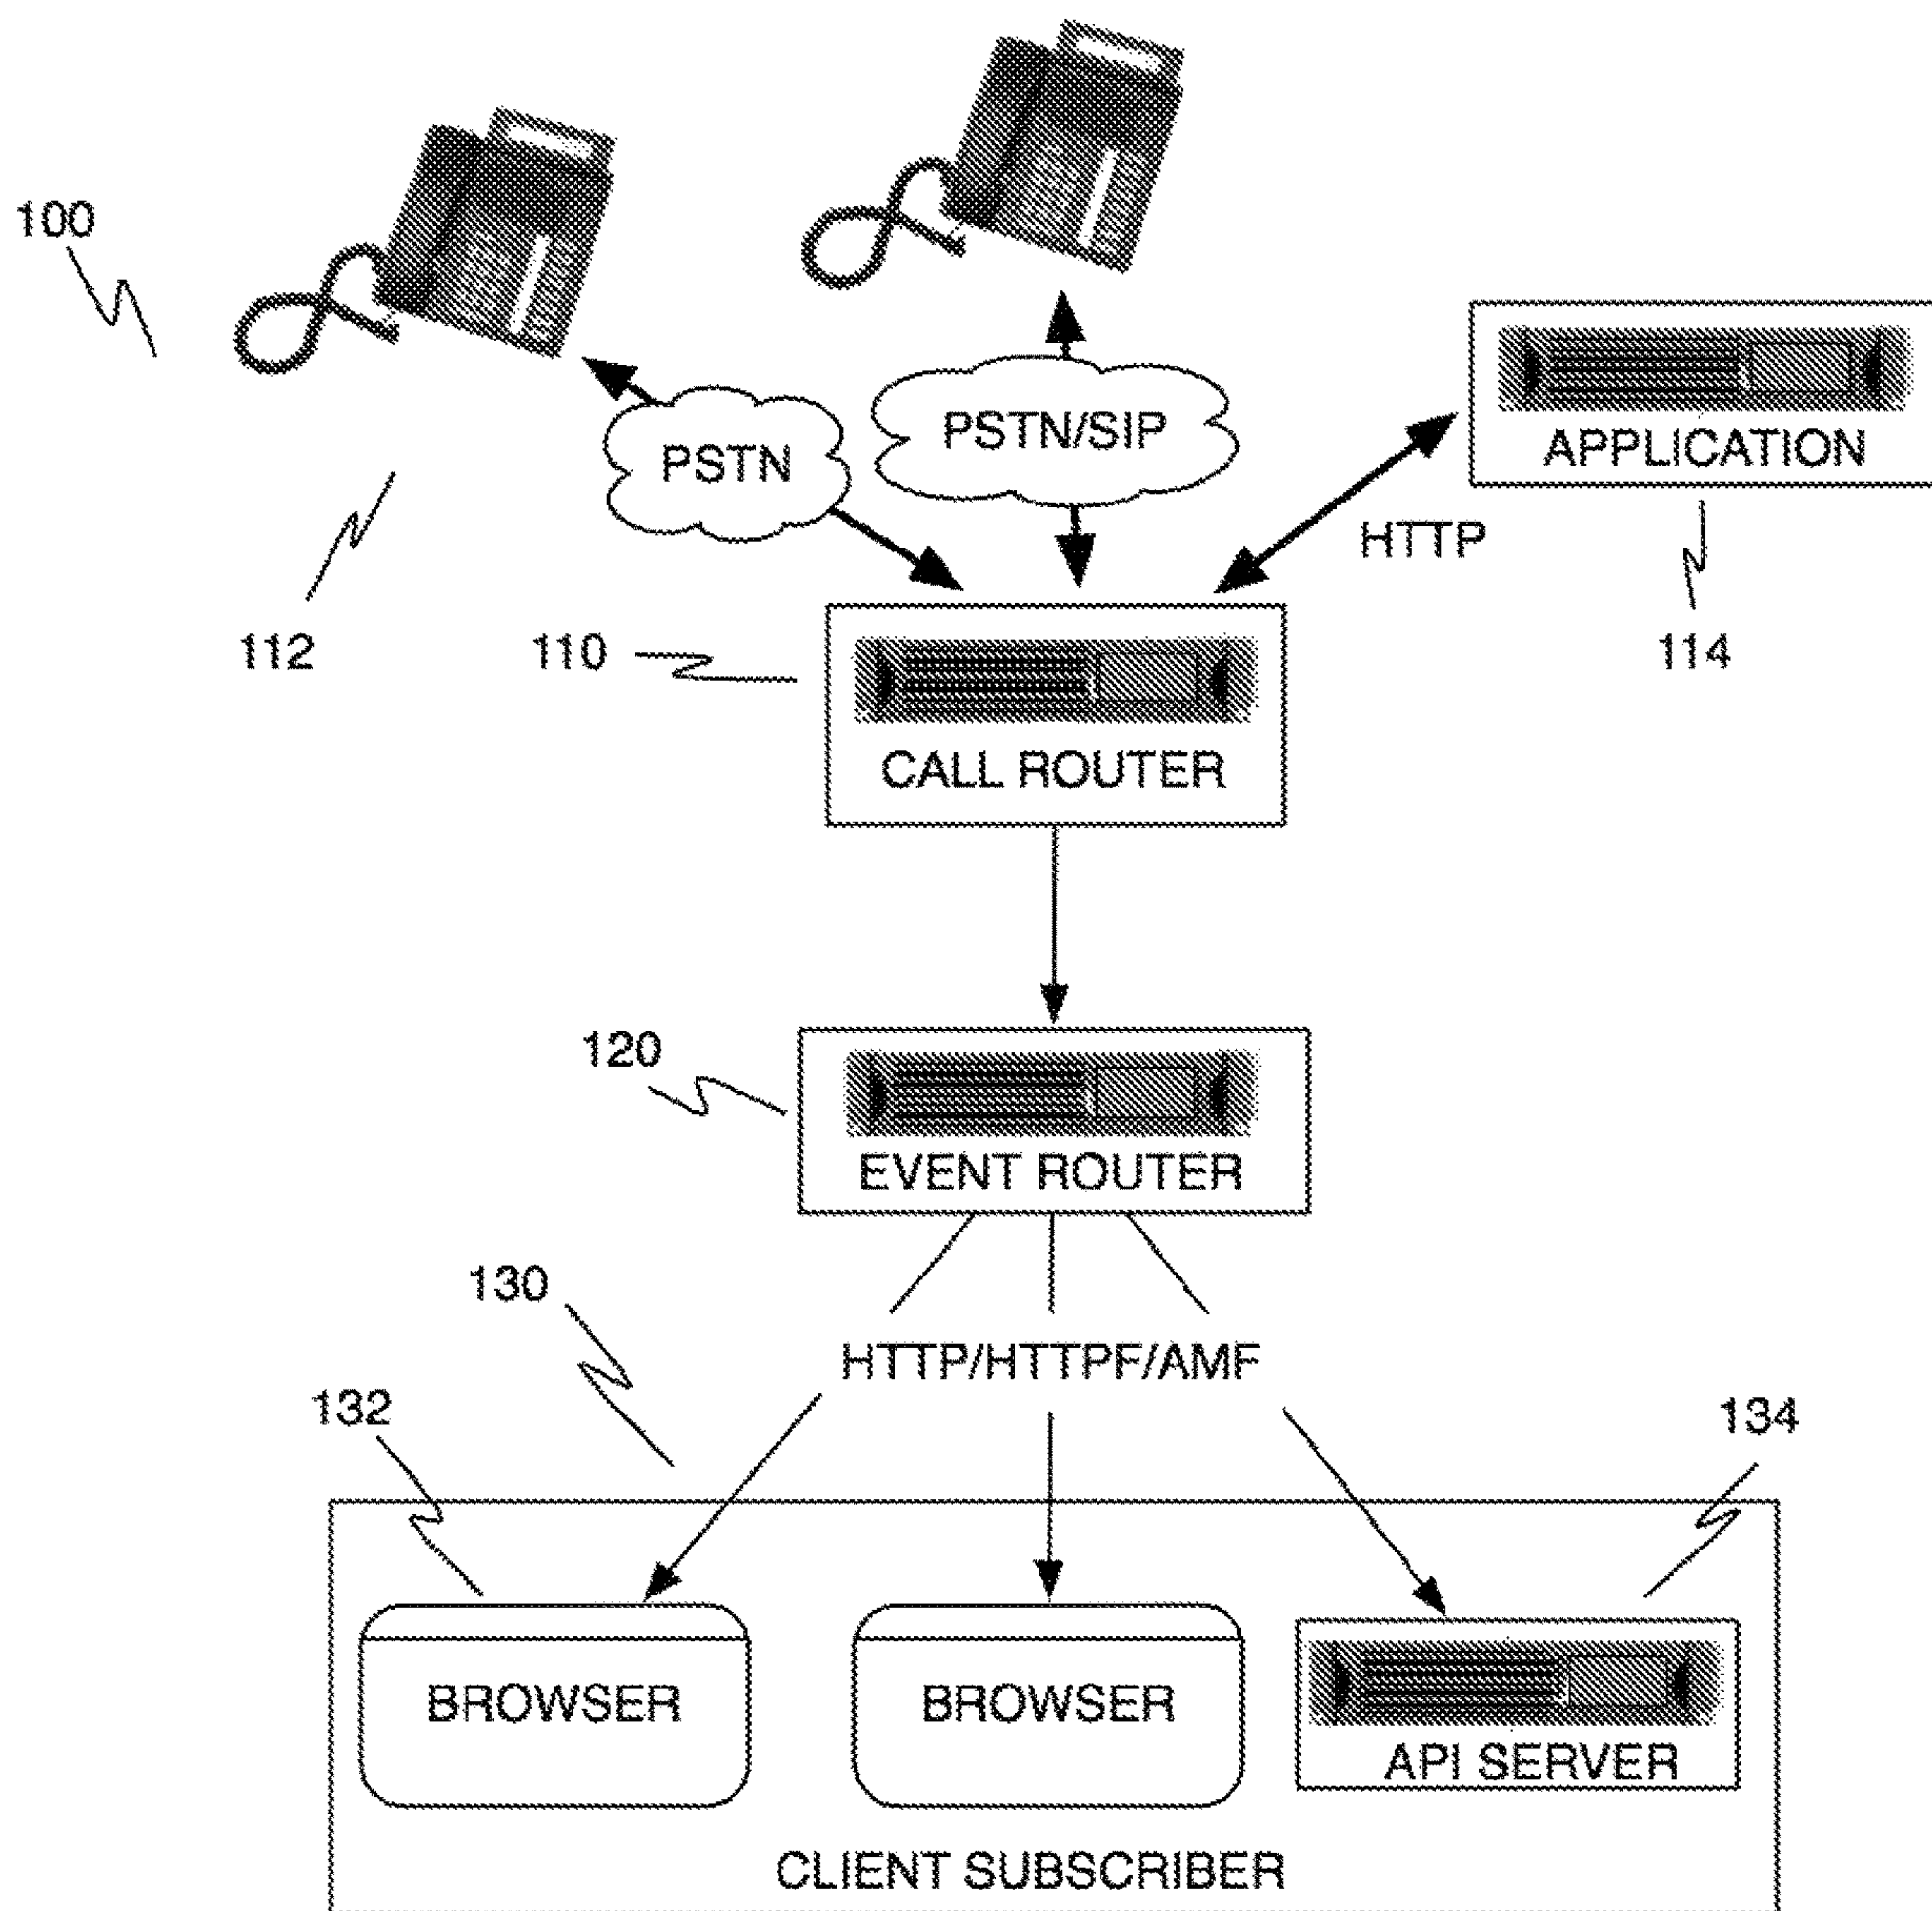 100
PSTN
PSTN/SIP
APPLICATION
HTTP
112
110
114
CALL ROUTER
120
EVENT ROUTER
130
HTTP/HTTPF/AMF
132
134
BROWSER
BROWSER
API SERVER
CLIENT SUBSCRIBER